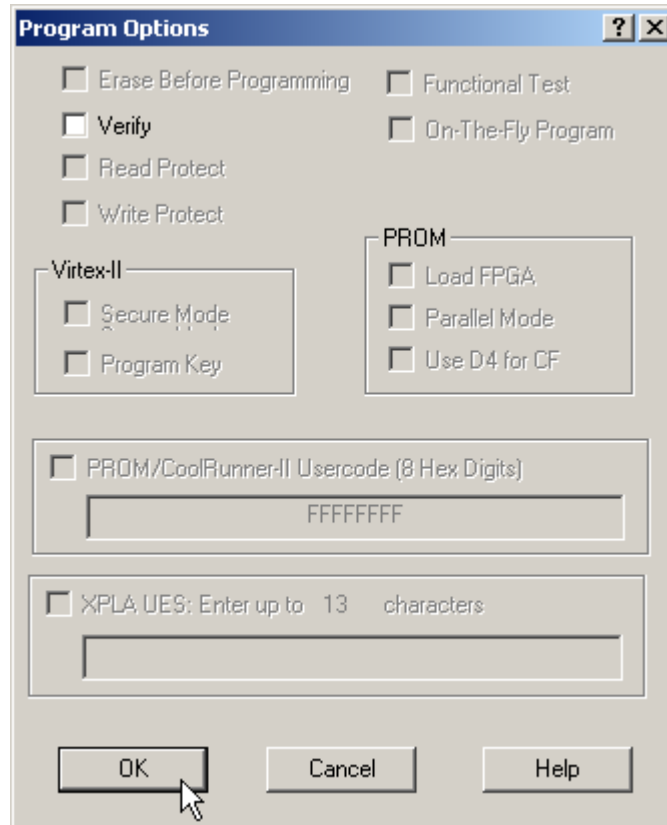 Program Options
Erase Before Programming
Functional Test
Verify
On-The-Fly Program
Read Protect
Write Protect
Virtex-II
Secure Mode
Program Key
PROM
Load FPGA
Parallel Mode
Use D4 for CF
PROM/CoolRunner-II Usercode (8 Hex Digits)
FFFFFFFF
XPLA UES: Enter up to 13 characters
OK Cancel Help